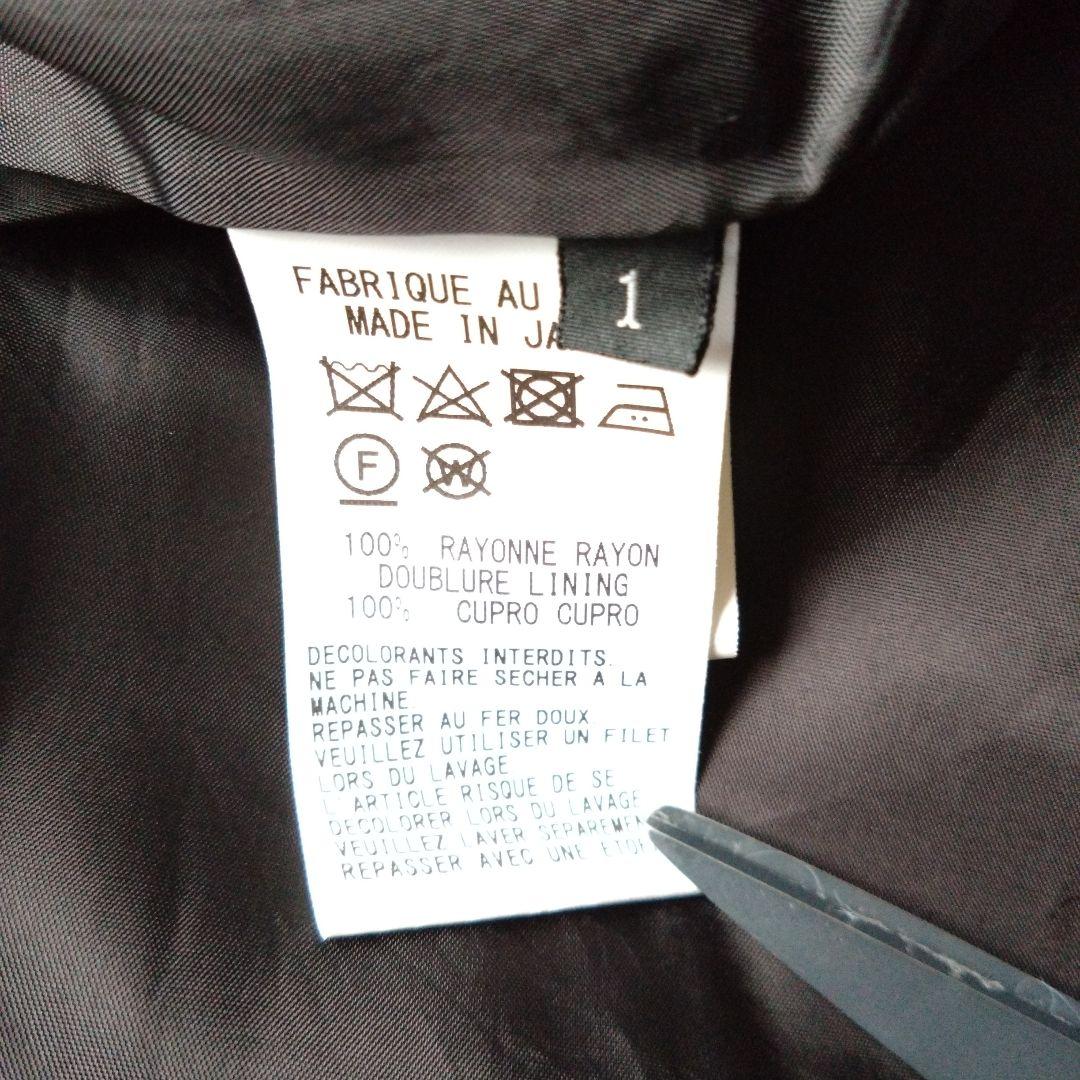 FABRIQUE AU
1
MADE IN JA
F
W
100% RAYONNE RAYON
DOUBLURE LINING
100% CUPRO CUPRO
DECOLORANTS INTERDITS.
NE PAS FAIRE SECHER A LA
MACHINE.
REPASSER AU FER DOUX.
VEUILLEZ UTILISER UN FILET
LORS DU LAVAGE
L'ARTICLE RISQUE DE SE
DECOLORER LORS DU LAVAGE
VEUILLEZ LAVER SEPAREMEN
REPASSER AVEC UNE